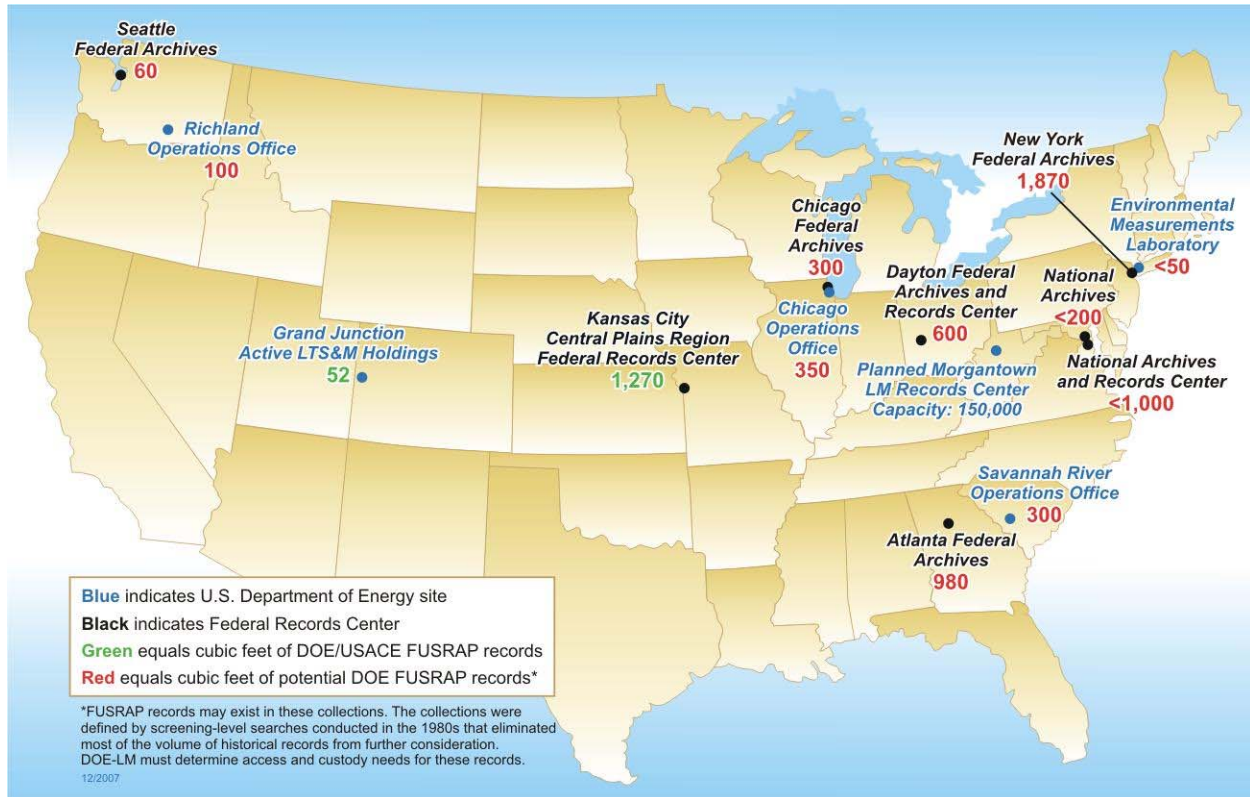 Seattle
Federal Archives
60
Richland
Operations Office
100
New York
Federal Archives
1,870
Environmental
Measurements
Laboratory
<50
Chicago
Federal
Archives
300
Dayton Federal
Archives and
Records Center
600
National
Archives
<200
Grand Junction
Active LTS&M Holdings
52
Kansas City
Central Plains Region
Federal Records Center
1,270
Chicago
Operations
Office
350
Planned Morgantown
LM Records Center
Capacity: 150,000
National Archives
and Records Center
<1,000
Savannah River
Operations Office
300
Atlanta Federal
Archives
980
Blue indicates U.S. Department of Energy site
Black indicates Federal Records Center
Green equals cubic feet of DOE/USACE FUSRAP records
Red equals cubic feet of potential DOE FUSRAP records*
*FUSRAP records may exist in these collections. The collections were
defined by screening-level searches conducted in the 1980s that eliminated
most of the volume of historical records from further consideration.
DOE-LM must determine access and custody needs for these records.
12/2007